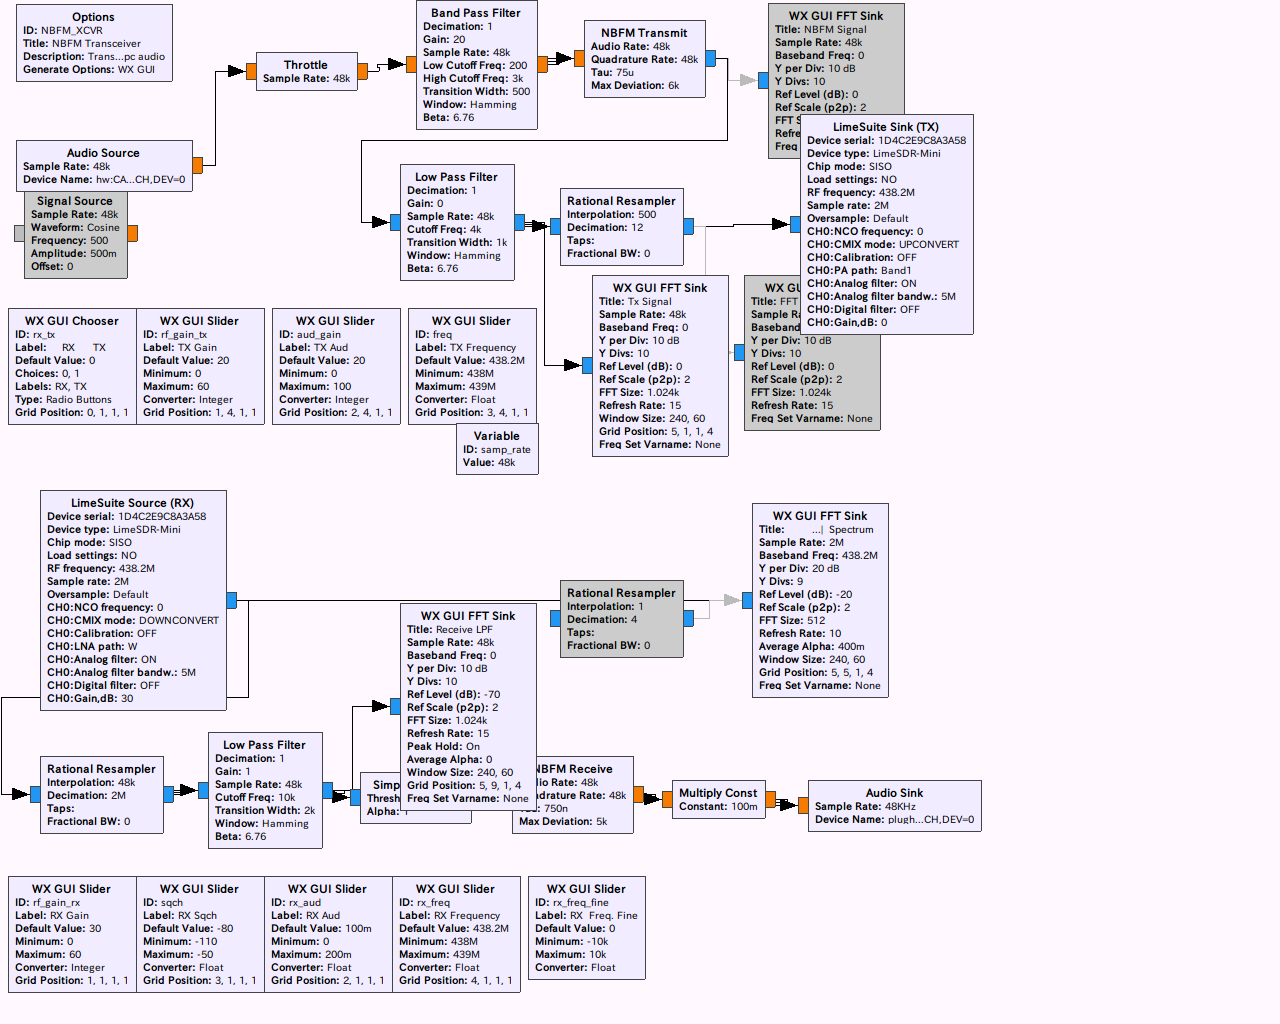 Options
ID: NBFM_XCVR
Title: NBFM Transceiver
Description: Trans...pc audio
Generate Options: WX GUI
Throttle
Sample Rate: 48k
Band Pass Filter
Decimation: 1
Gain: 20
Sample Rate: 48k
Low Cutoff Freq: 200
High Cutoff Freq: 3k
Transition Width: 500
Window: Hamming
Beta: 6.76
NBFM Transmit
Audio Rate: 48k
Quadrature Rate: 48k
Tau: 75u
Max Deviation: 6k
WX GUI FFT Sink
Title: NBFM Signal
Sample Rate: 48k
Baseband Freq: 0
Y per Div: 10 dB
Y Divs: 10
Ref Level (dB): 0
Ref Scale (p2p): 2
FFT S
Refresh
Freq
LimeSuite Sink (TX)
Device serial: 1D4C2E9C8A3A58
Device type: LimeSDR-Mini
Chip mode: SISO
Load settings: NO
RF frequency: 438.2M
Sample rate: 2M
Oversample: Default
CH0:NCO frequency: 0
CH0:CMIX mode: UPCONVERT
CH0:Calibration: OFF
CH0:PA path: Band1
CH0:Analog filter: ON
CH0:Analog filter bandw.: 5M
CH0:Digital filter: OFF
CH0:Gain,dB: 0
Audio Source
Sample Rate: 48k
Device Name: hw:CA...CH,DEV=0
Signal Source
Sample Rate: 48k
Waveform: Cosine
Frequency: 500
Amplitude: 500m
Offset: 0
Low Pass Filter
Decimation: 1
Gain: 0
Sample Rate: 48k
Cutoff Freq: 4k
Transition Width: 1k
Window: Hamming
Beta: 6.76
Rational Resampler
Interpolation: 500
Decimation: 12
Taps:
Fractional BW: 0
WX GUI FFT Sink
Title: Tx Signal
Sample Rate: 48k
Baseband Freq: 0
Y per Div: 10 dB
Y Divs: 10
Ref Level (dB): 0
Ref Scale (p2p): 2
FFT Size: 1.024k
Refresh Rate: 15
Window Size: 240, 60
Grid Position: 5, 1, 1, 4
Freq Set Varname: None
WX GU
Title: FFT
Sample R
Baseband
Y per Div: 10 dB
Y Divs: 10
Ref Level (dB): 0
Ref Scale (p2p): 2
FFT Size: 1.024k
Refresh Rate: 15
Freq Set Varname: None
WX GUI Chooser
ID: rx_tx
Label: RX TX
Default Value: 0
Choices: 0, 1
Labels: RX, TX
Type: Radio Buttons
Grid Position: 0, 1, 1, 1
WX GUI Slider
ID: rf_gain_tx
Label: TX Gain
Default Value: 20
Minimum: 0
Maximum: 60
Converter: Integer
Grid Position: 1, 4, 1, 1
WX GUI Slider
ID: aud_gain
Label: TX Aud
Default Value: 20
Minimum: 0
Maximum: 100
Converter: Integer
Grid Position: 2, 4, 1, 1
WX GUI Slider
ID: freq
Label: TX Frequency
Default Value: 438.2M
Minimum: 438M
Maximum: 439M
Converter: Float
Grid Position: 3, 4, 1, 1
Variable
ID: samp_rate
Value: 48k
LimeSuite Source (RX)
Device serial: 1D4C2E9C8A3A58
Device type: LimeSDR-Mini
Chip mode: SISO
Load settings: NO
RF frequency: 438.2M
Sample rate: 2M
Oversample: Default
CH0:NCO frequency: 0
CH0:CMIX mode: DOWNCONVERT
CH0:Calibration: OFF
CH0:LNA path: W
CH0:Analog filter: ON
CH0:Analog filter bandw.: 5M
CH0:Digital filter: OFF
CH0:Gain,dB: 30
WX GUI FFT Sink
Title: Receive LPF
Sample Rate: 48k
Baseband Freq: 0
Y per Div: 10 dB
Y Divs: 10
Ref Level (dB): -70
Ref Scale (p2p): 2
FFT Size: 1.024k
Refresh Rate: 15
Peak Hold: On
Average Alpha: 0
Window Size: 240, 60
Grid Position: 5, 9, 1, 4
Freq Set Varname: None
Rational Resampler
Interpolation: 1
Decimation: 4
Taps:
Fractional BW: 0
WX GUI FFT Sink
Title: ...| Spectrum
Sample Rate: 2M
Baseband Freq: 438.2M
Y per Div: 20 dB
Y Divs: 9
Ref Level (dB): -20
Ref Scale (p2p): 2
FFT Size: 512
Refresh Rate: 10
Average Alpha: 400m
Window Size: 240, 60
Grid Position: 5, 5, 1, 4
Freq Set Varname: None
Rational Resampler
Interpolation: 48k
Decimation: 2M
Taps:
Fractional BW: 0
Low Pass Filter
Decimation: 1
Gain: 1
Sample Rate: 48k
Cutoff Freq: 10k
Transition Width: 2k
Window: Hamming
Beta: 6.76
Simp
Thresh
Alpha: 1
NBFM Receive
dio Rate: 48k
adrature Rate: 48k
: 750n
Max Deviation: 5k
Multiply Const
Constant: 100m
Audio Sink
Sample Rate: 48KHz
Device Name: plugh...CH,DEV=0
WX GUI Slider
ID: rf_gain_rx
Label: RX Gain
Default Value: 30
Minimum: 0
Maximum: 60
Converter: Integer
Grid Position: 1, 1, 1, 1
WX GUI Slider
ID: sqch
Label: RX Sqch
Default Value: -80
Minimum: -110
Maximum: -50
Converter: Float
Grid Position: 3, 1, 1, 1
WX GUI Slider
ID: rx_aud
Label: RX Aud
Default Value: 100m
Minimum: 0
Maximum: 200m
Converter: Float
Grid Position: 2, 1, 1, 1
WX GUI Slider
ID: rx_freq
Label: RX Frequency
Default Value: 438.2M
Minimum: 438M
Maximum: 439M
Converter: Float
Grid Position: 4, 1, 1, 1
WX GUI Slider
ID: rx_freq_fine
Label: RX Freq. Fine
Default Value: 0
Minimum: -10k
Maximum: 10k
Converter: Float